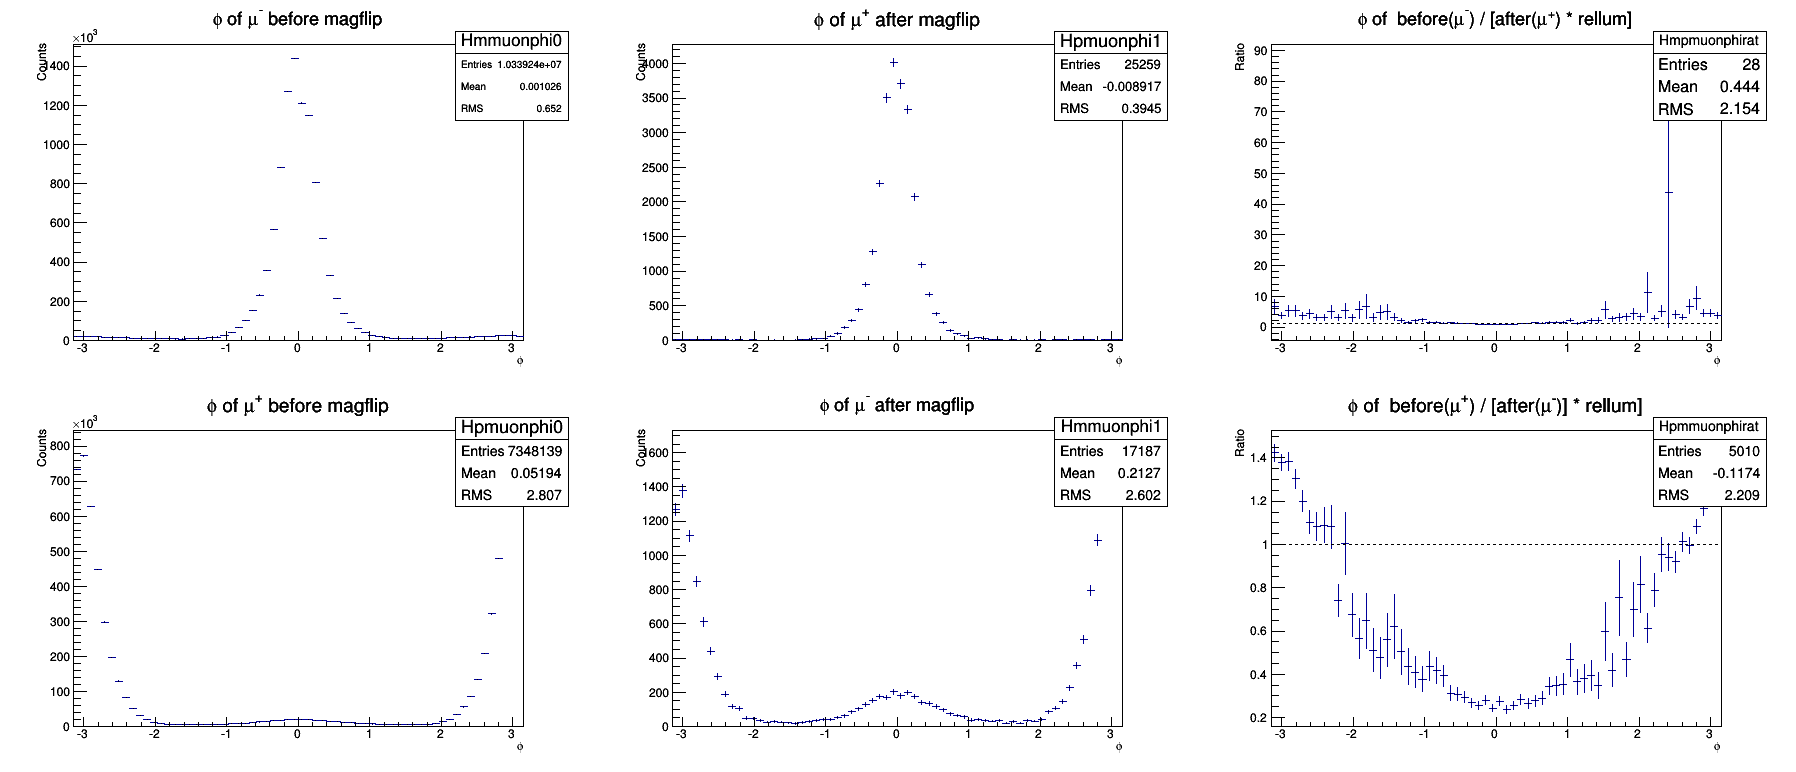 ϕ of μ⁻ before magflip
×10³
Counts
Hmmuonphi0
Entries 1.033924e+07
Mean 0.001026
RMS 0.652
1400
1200
1000
800
600
400
200
0
-3 -2 -1 0 1 2 3
ϕ
ϕ of μ⁺ after magflip
Counts
Hpmuonphi1
Entries 25259
Mean -0.008917
RMS 0.3945
4000
3500
3000
2500
2000
1500
1000
500
0
-3 -2 -1 0 1 2 3
ϕ
ϕ of before(μ⁻) / [after(μ⁺) * rellum]
Ratio
Hmpmuonphirat
Entries 28
Mean 0.444
RMS 2.154
90
80
70
60
50
40
30
20
10
0
-3 -2 -1 0 1 2 3
ϕ
ϕ of μ⁺ before magflip
×10³
Counts
Hpmuonphi0
Entries 7348139
Mean 0.05194
RMS 2.807
800
700
600
500
400
300
200
100
0
-3 -2 -1 0 1 2 3
ϕ
ϕ of μ⁻ after magflip
Counts
Hmmuonphi1
Entries 17187
Mean 0.2127
RMS 2.602
1600
1400
1200
1000
800
600
400
200
0
-3 -2 -1 0 1 2 3
ϕ
ϕ of before(μ⁺) / [after(μ⁻)] * rellum]
Ratio
Hpmmuonphirat
Entries 5010
Mean -0.1174
RMS 2.209
1.4
1.2
1
0.8
0.6
0.4
0.2
-3 -2 -1 0 1 2 3
ϕ